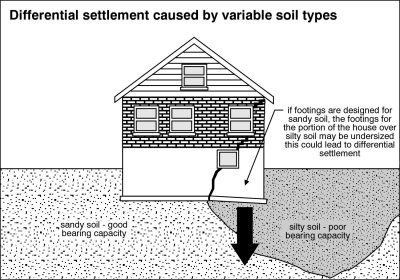 Differential settlement caused by variable soil types
if footings are designed for
sandy soil, the footings for
the portion of the house over
silty soil may be undersized
this could lead to differential
settlement
sandy soil - good
bearing capacity
silty soil - poor
bearing capacity